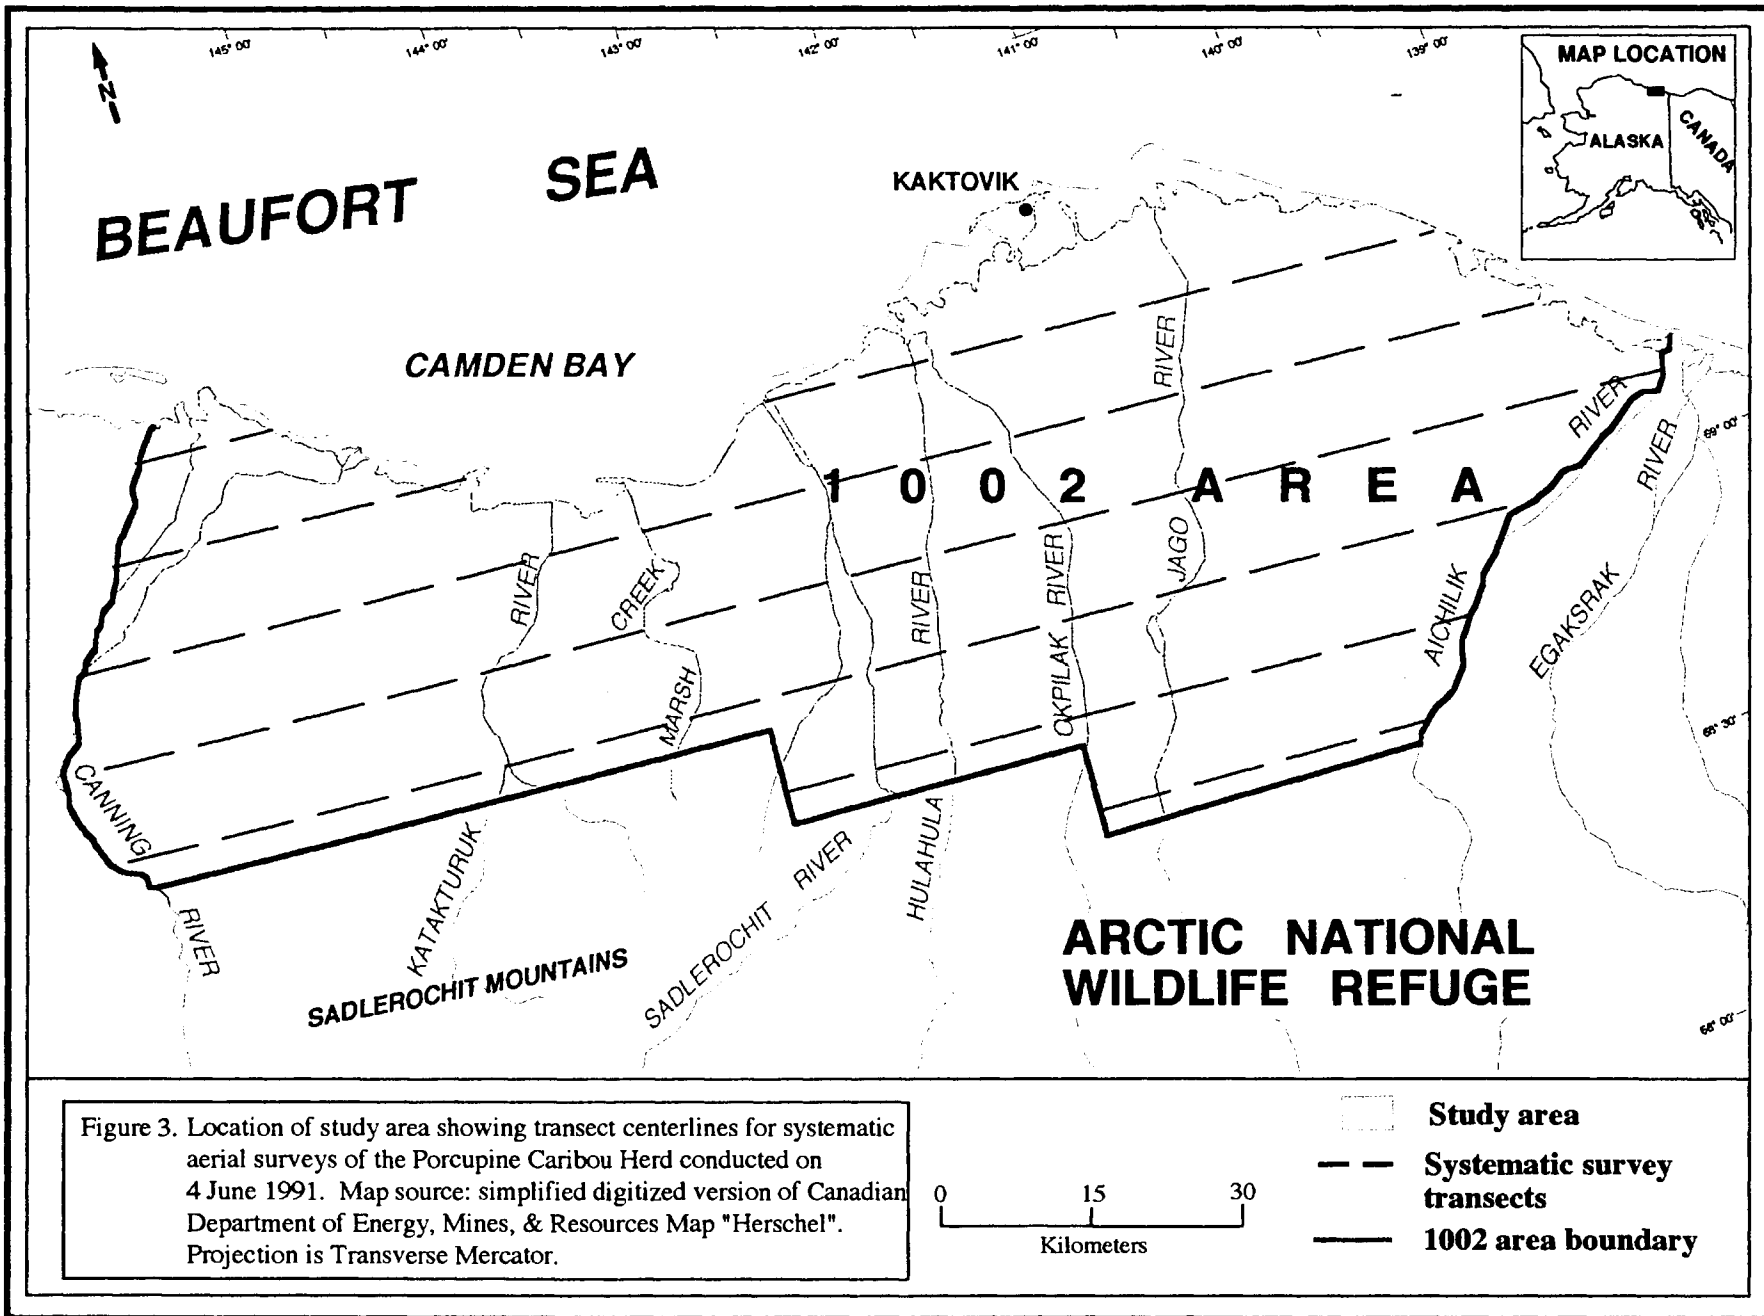 145° 00'
144° 00'
143° 00'
142° 00'
141° 00'
140° 00'
139° 00'
N
MAP LOCATION
ALASKA
CANADA
BEAUFORT SEA
KAKTOVIK
CAMDEN BAY
RIVER
RIVER
RIVER
69° 00'
1 0 0 2 A R E A
RIVER
CREEK
RIVER
RIVER
JAGO
AICHILIK
EGAKSRAK
MARSH
OKPILAK
69° 30'
CANNING
RIVER
KATAKTURUK
RIVER
HULAHULA
SADLEROCHIT
SADLEROCHIT MOUNTAINS
ARCTIC NATIONAL
WILDLIFE REFUGE
68° 00'
Figure 3. Location of study area showing transect centerlines for systematic
aerial surveys of the Porcupine Caribou Herd conducted on
4 June 1991. Map source: simplified digitized version of Canadian
Department of Energy, Mines, & Resources Map "Herschel".
Projection is Transverse Mercator.
0 15 30
Kilometers
Study area
Systematic survey
transects
1002 area boundary